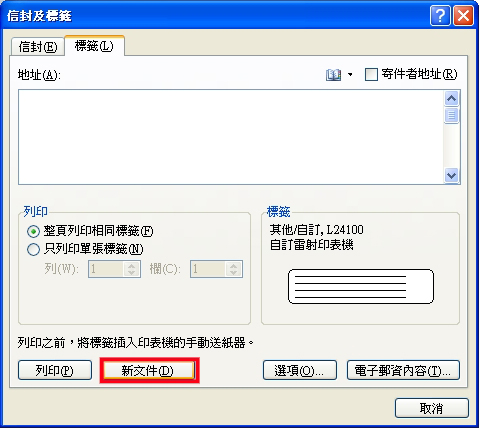 信封及標籤
信封(E) 標籤(L)
地址(A): 寄件者地址(R)
列印
整頁列印相同標籤(F)
只列印單張標籤(N)
列(W): 1 欄(C): 1
標籤
其他/自訂, L24100
自訂雷射印表機
列印之前，將標籤插入印表機的手動送紙器。
列印(P) 新文件(D) 選項(O)... 電子郵資內容(T)...
取消